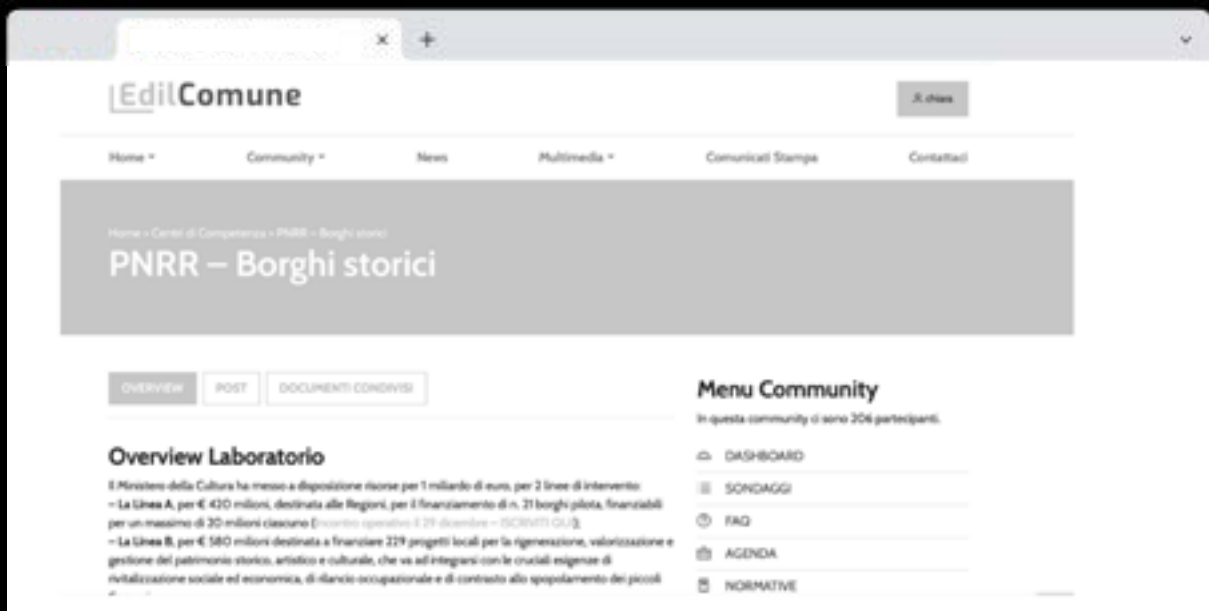 EdilComune
chiara
Home
Community
News
Multimedia
Comunicati Stampa
Contattaci
Home » Centri di Competenza » PNRR – Borghi storici
PNRR – Borghi storici
OVERVIEW
POST
DOCUMENTI CONDIVISI
Overview Laboratorio
Il Ministero della Cultura ha messo a disposizione risorse per 1 miliardo di euro, per 2 linee di intervento:
– La Linea A, per € 420 milioni, destinata alle Regioni, per il finanziamento di n. 21 borghi pilota, finanziabili
per un massimo di 20 milioni ciascuno (incontro operativo il 29 dicembre – ISCRIVITI QUI);
– La Linea B, per € 580 milioni destinata a finanziare 229 progetti locali per la rigenerazione, valorizzazione e
gestione del patrimonio storico, artistico e culturale, che va ad integrarsi con le cruciali esigenze di
rivitalizzazione sociale ed economica, di rilancio occupazionale e di contrasto allo spopolamento dei piccoli
Menu Community
In questa community ci sono 206 partecipanti.
DASHBOARD
SONDAGGI
FAQ
AGENDA
NORMATIVE